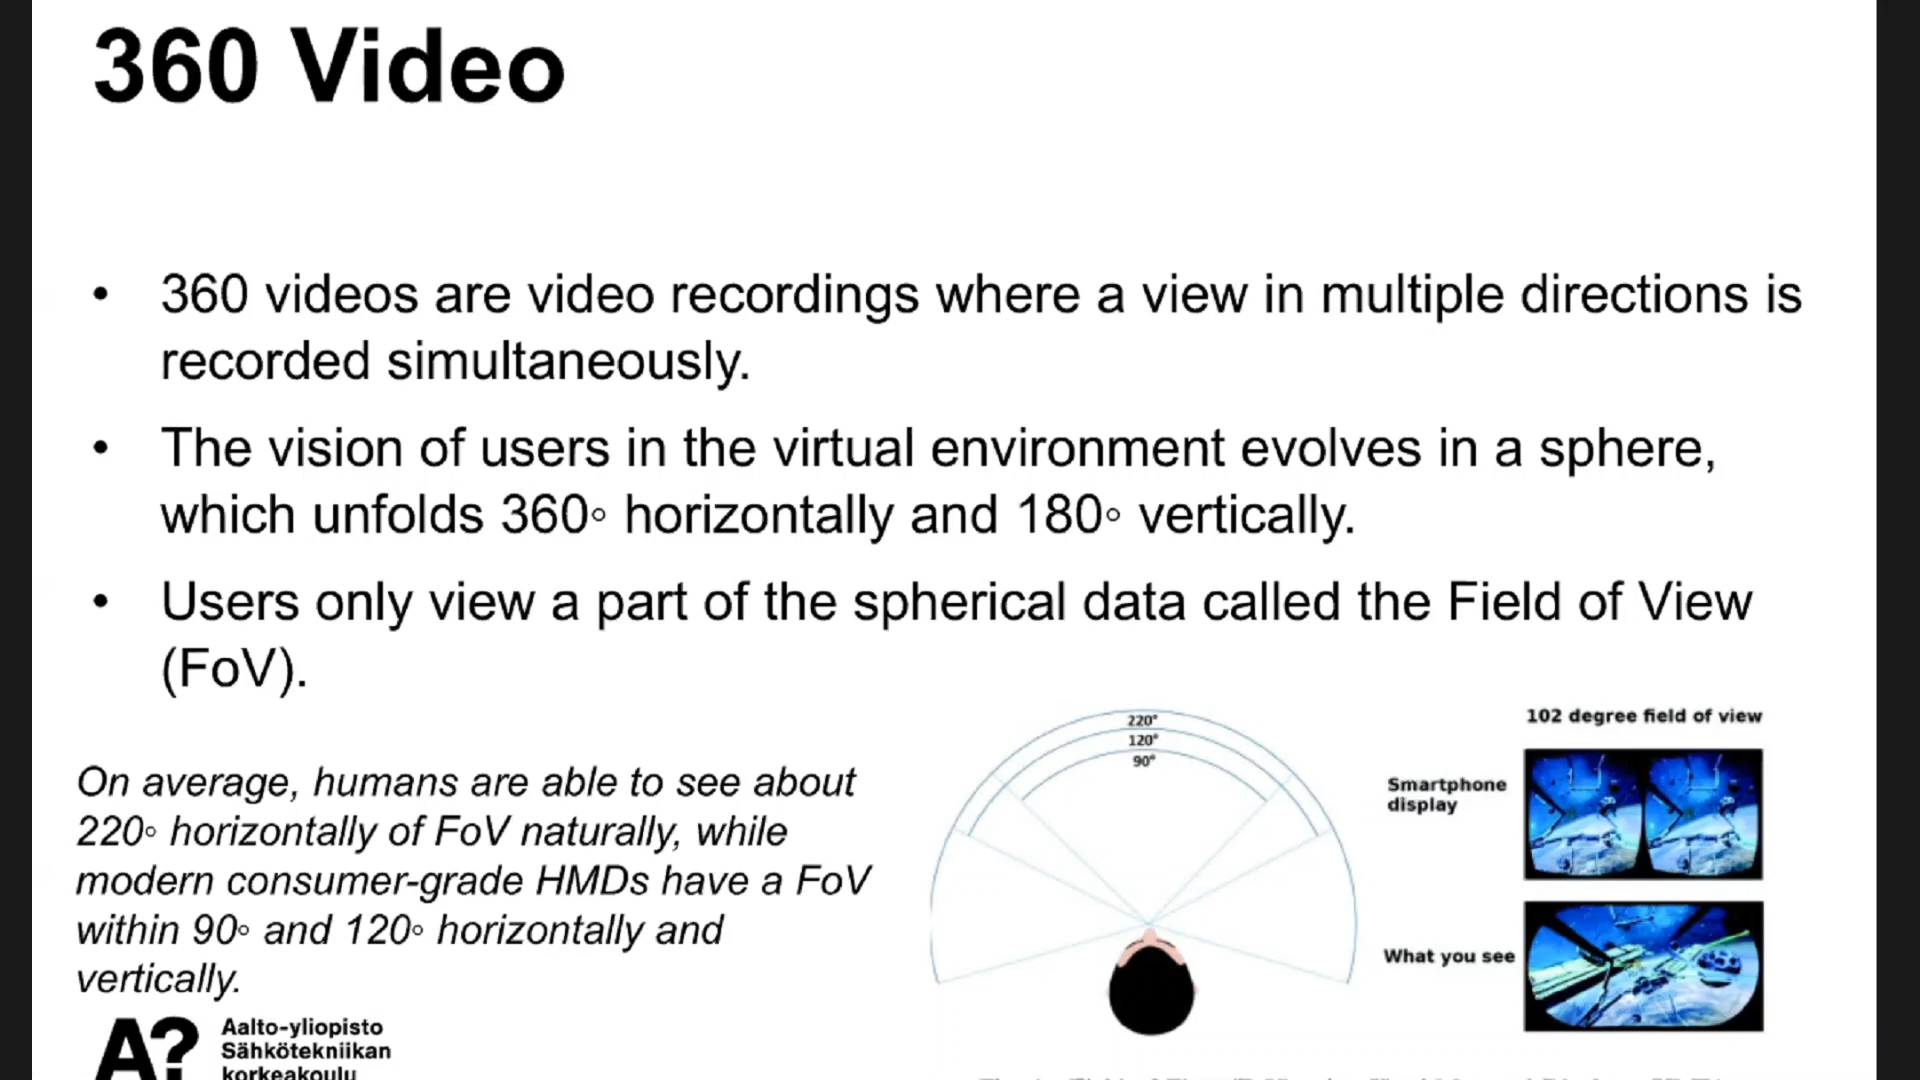 360 Video
• 360 videos are video recordings where a view in multiple directions is
recorded simultaneously.
• The vision of users in the virtual environment evolves in a sphere,
which unfolds 360◦ horizontally and 180◦ vertically.
• Users only view a part of the spherical data called the Field of View
(FoV).
On average, humans are able to see about
220◦ horizontally of FoV naturally, while
modern consumer-grade HMDs have a FoV
within 90◦ and 120◦ horizontally and
vertically.
220°
120°
90°
102 degree field of view
Smartphone
display
What you see
A?
Aalto-yliopisto
Sähkötekniikan
korkeakoulu